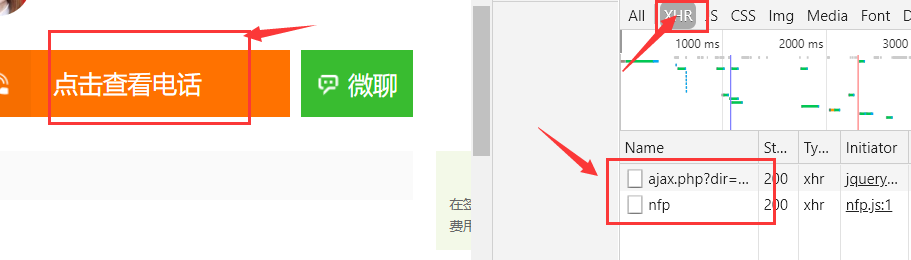 点击查看电话
微聊
在签
费用
All XHR JS CSS Img Media Font
1000 ms 2000 ms 3000
Name St... Ty... Initiator
ajax.php?dir=... 200 xhr jquery...
nfp 200 xhr nfp.js:1